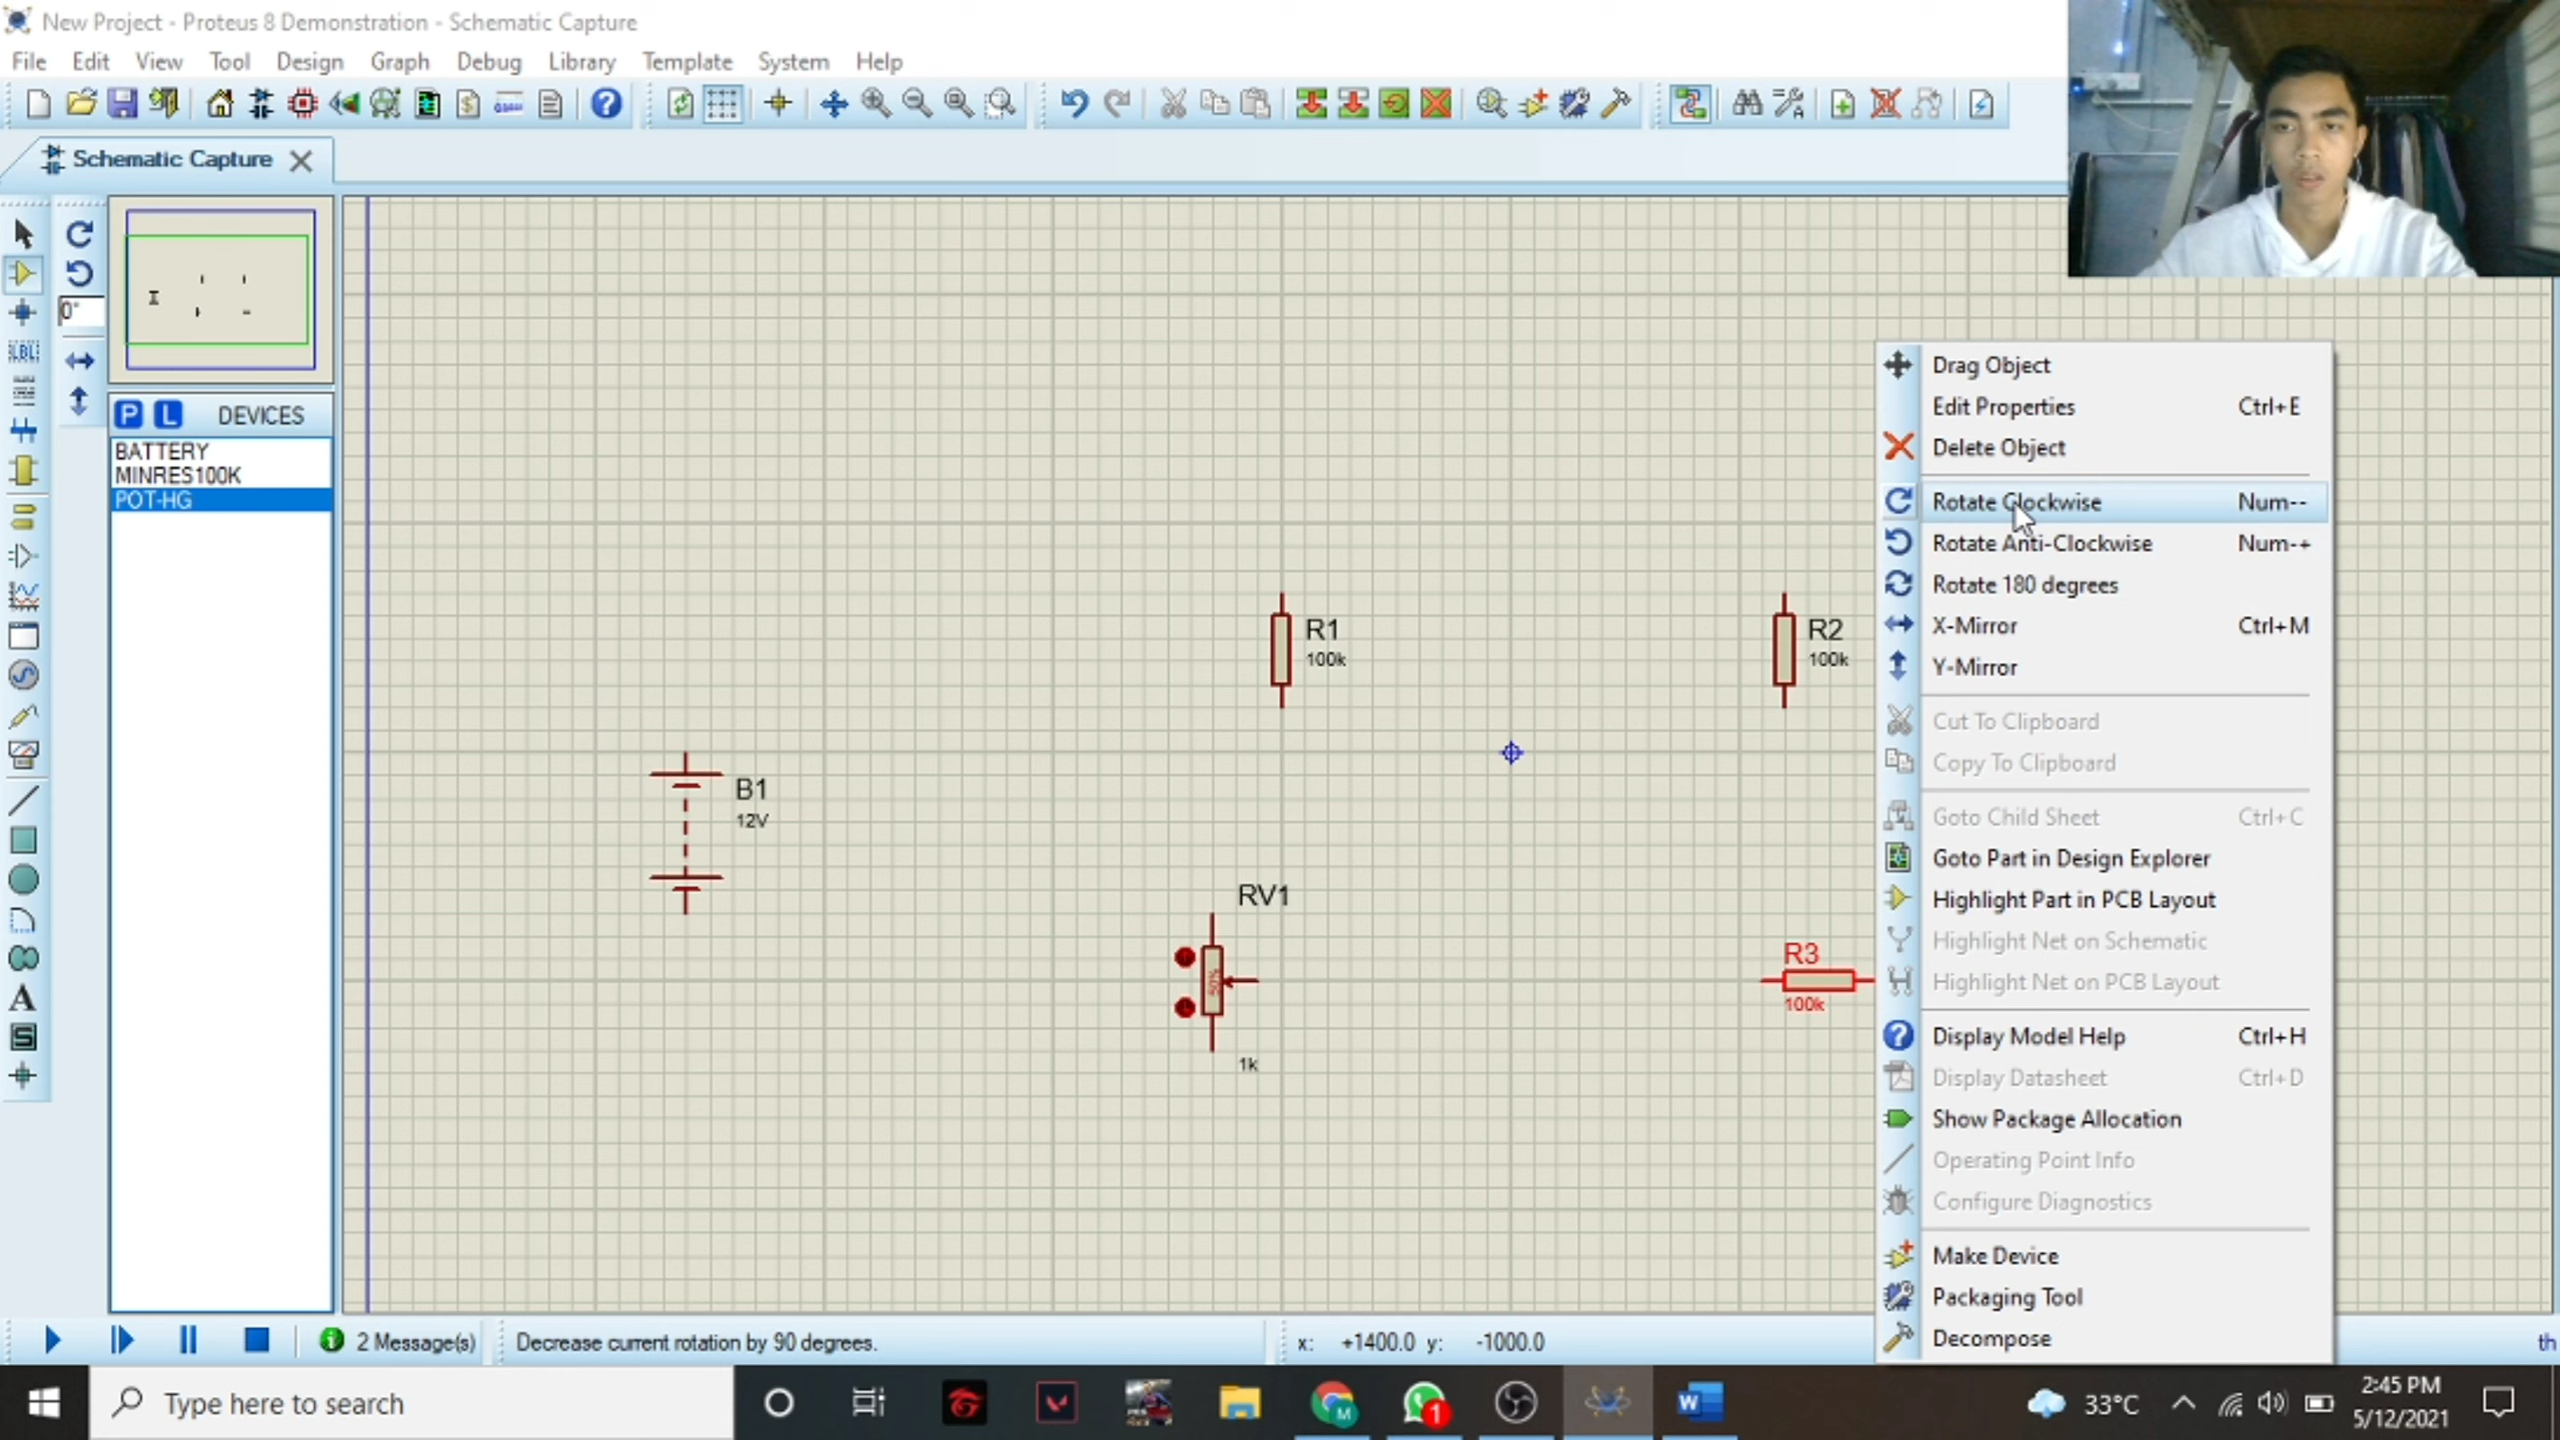 New Project - Proteus 8 Demonstration - Schematic Capture
File Edit View Tool Design Graph Debug Library Template System Help
Schematic Capture
LBL
0°
P L DEVICES
BATTERY
MINRES100K
POT-HG
A
S
R1
100k
R2
100k
B1
12V
RV1
50%
1k
R3
100k
Drag Object
Edit Properties Ctrl+E
Delete Object
Rotate Clockwise Num--
Rotate Anti-Clockwise Num-+
Rotate 180 degrees
X-Mirror Ctrl+M
Y-Mirror
Cut To Clipboard
Copy To Clipboard
Goto Child Sheet Ctrl+C
Goto Part in Design Explorer
Highlight Part in PCB Layout
Highlight Net on Schematic
Highlight Net on PCB Layout
Display Model Help Ctrl+H
Display Datasheet Ctrl+D
Show Package Allocation
Operating Point Info
Configure Diagnostics
Make Device
Packaging Tool
Decompose
2 Message(s) Decrease current rotation by 90 degrees. x: +1400.0 y: -1000.0 th
Type here to search
M
1
W
33°C
2:45 PM
5/12/2021